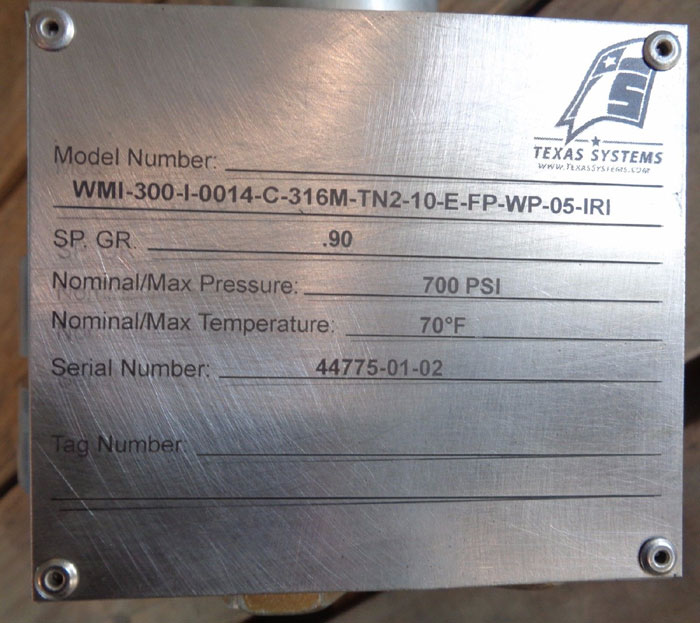 S
TEXAS SYSTEMS
WWW.TEXASSYSTEMS.COM
Model Number:
WMI-300-I-0014-C-316M-TN2-10-E-FP-WP-05-IRI
SP. GR. .90
Nominal/Max Pressure: 700 PSI
Nominal/Max Temperature: 70°F
Serial Number: 44775-01-02
Tag Number: